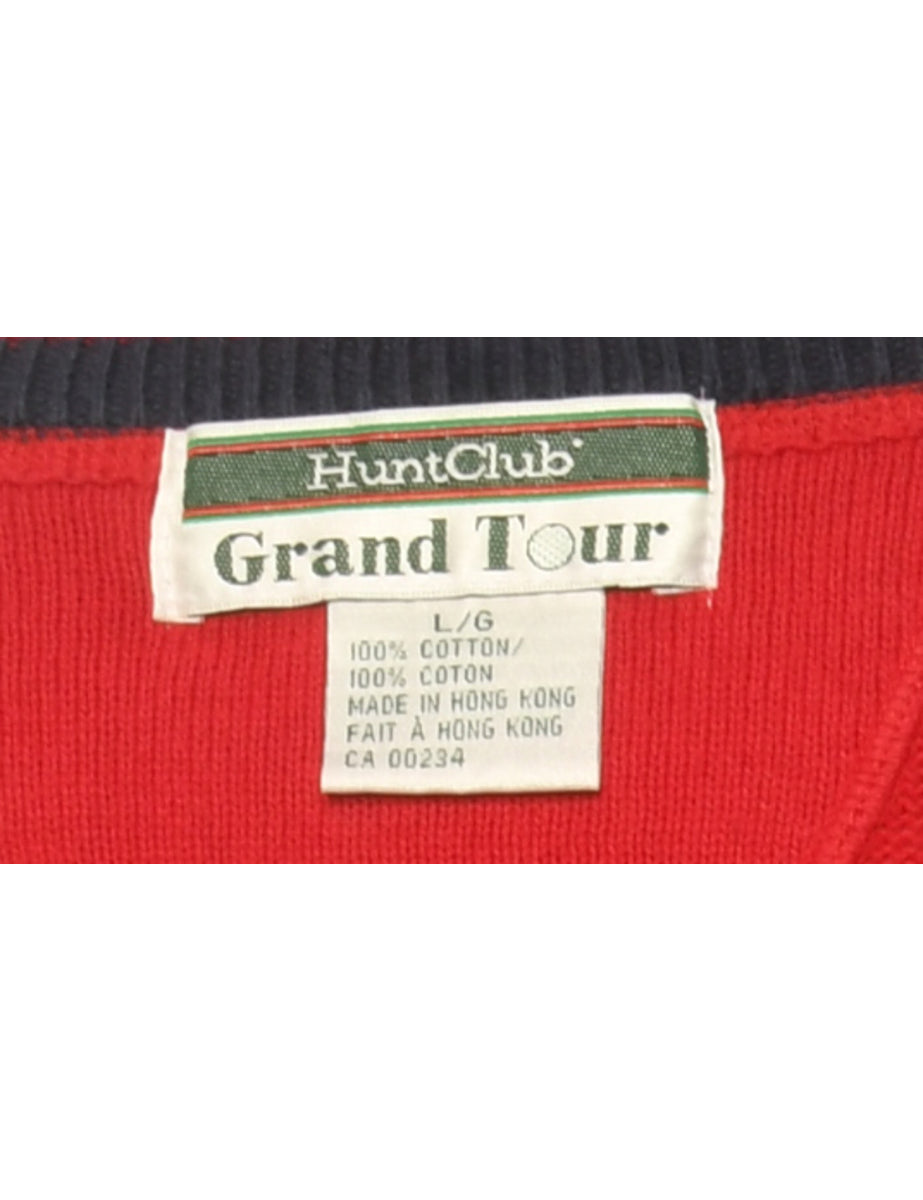 HuntClub
Grand Tour
L/G
100% COTTON/
100% COTON
MADE IN HONG KONG
FAIT À HONG KONG
CA 00234